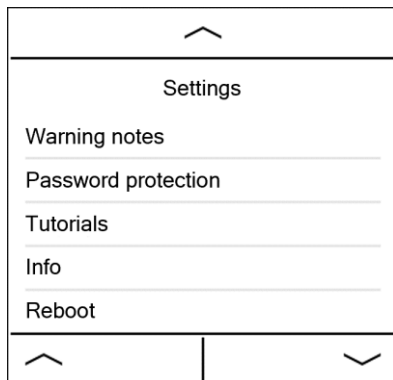 Settings
Warning notes
Password protection
Tutorials
Info
Reboot